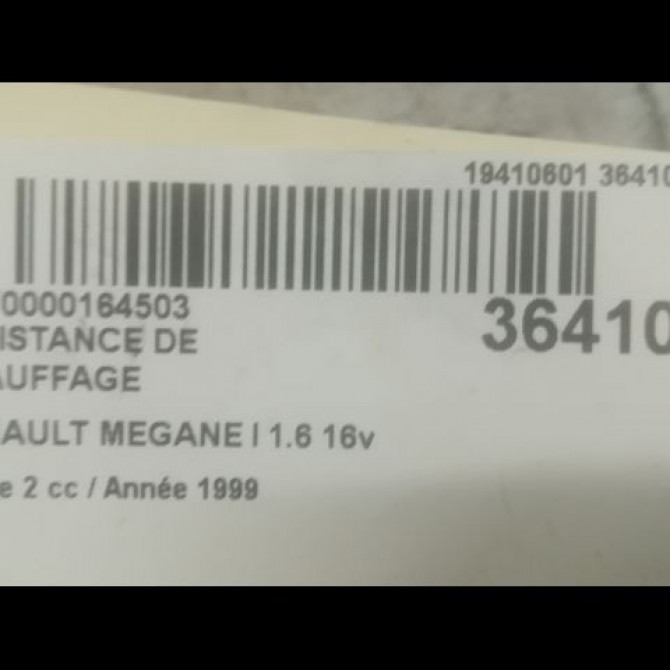 19410601 36410
0000164503
36410
ISTANCE DE
AUFFAGE
AULT MEGANE I 1.6 16v
e 2 cc / Année 1999